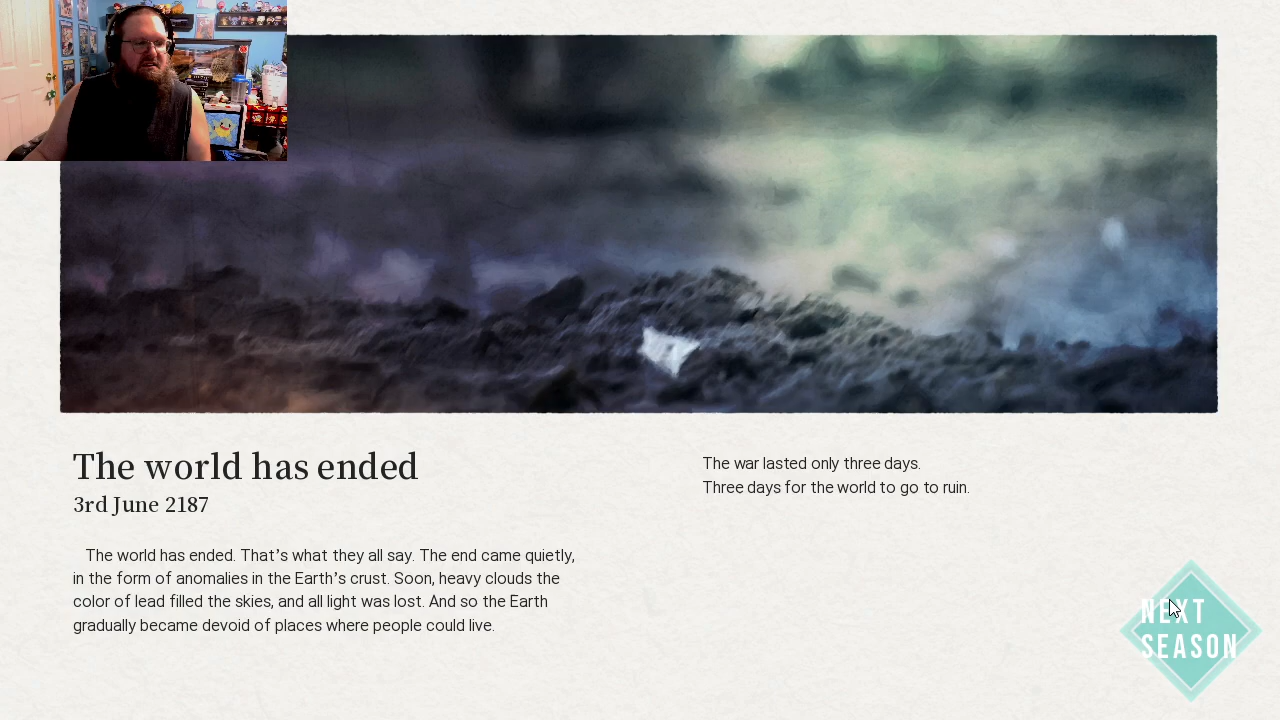 The world has ended
3rd June 2187
The world has ended. That's what they all say. The end came quietly,
in the form of anomalies in the Earth's crust. Soon, heavy clouds the
color of lead filled the skies, and all light was lost. And so the Earth
gradually became devoid of places where people could live.
The war lasted only three days.
Three days for the world to go to ruin.
NEXT
SEASON